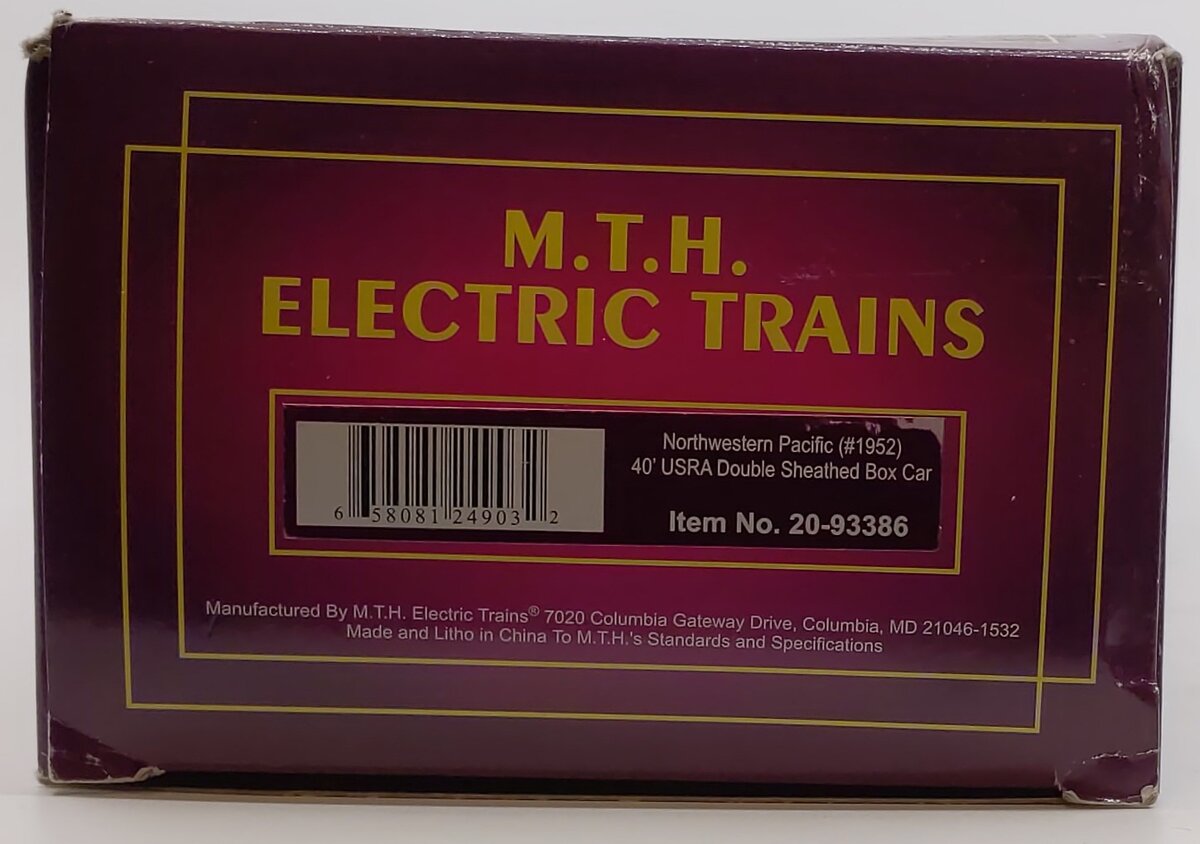 M.T.H.
ELECTRIC TRAINS
Northwestern Pacific (#1952)
40' USRA Double Sheathed Box Car
Item No. 20-93386
6 58081 24903 2
Manufactured By M.T.H. Electric Trains® 7020 Columbia Gateway Drive, Columbia, MD 21046-1532
Made and Litho in China To M.T.H.'s Standards and Specifications